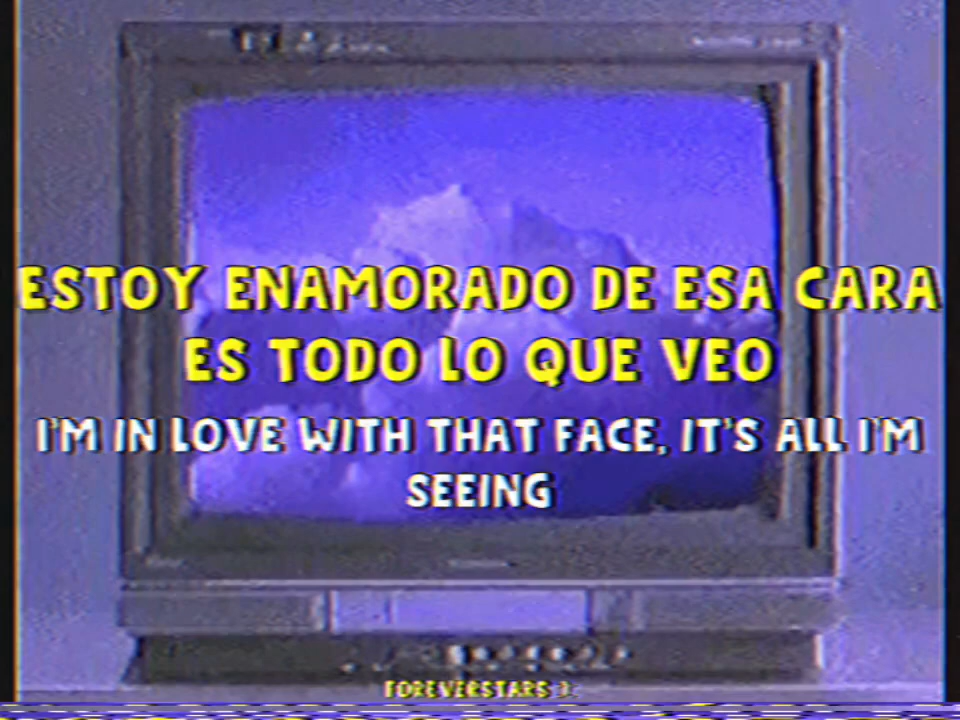 ESTOY ENAMORADO DE ESA CARA
ES TODO LO QUE VEO
I'M IN LOVE WITH THAT FACE, IT'S ALL I'M
SEEING
FOREVERSTARS